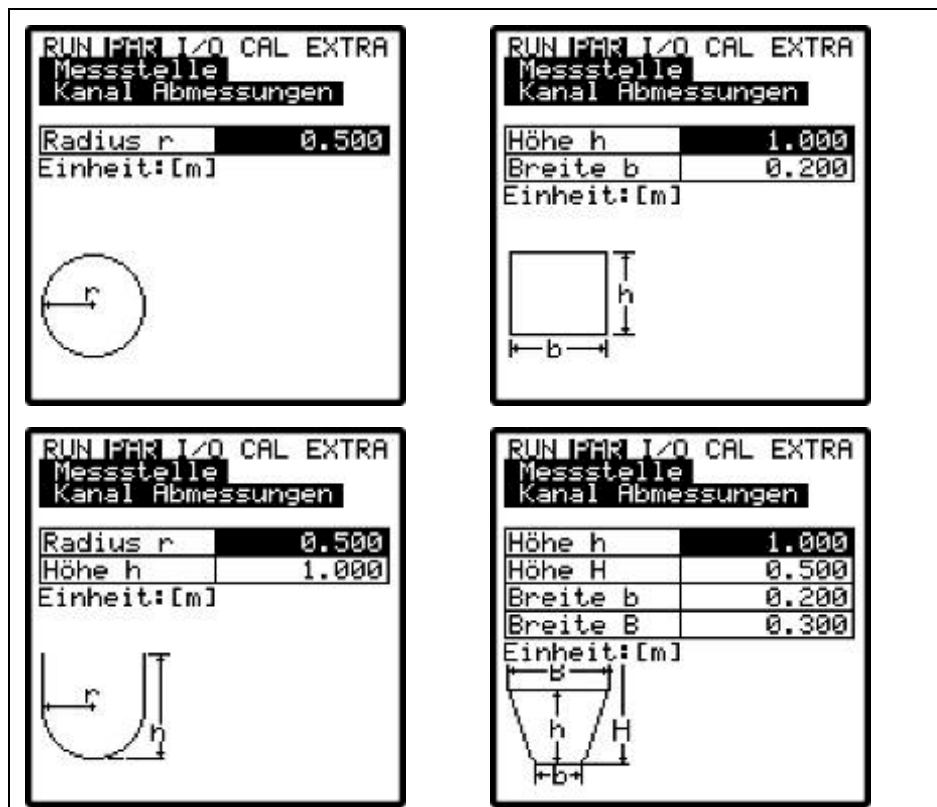 RUN PAR I/O CAL EXTRA
Messstelle
Kanal Abmessungen
Radius r 0.500
Einheit:[m]
r
RUN PAR I/O CAL EXTRA
Messstelle
Kanal Abmessungen
Höhe h 1.000
Breite b 0.200
Einheit:[m]
h
b
RUN PAR I/O CAL EXTRA
Messstelle
Kanal Abmessungen
Radius r 0.500
Höhe h 1.000
Einheit:[m]
r
h
RUN PAR I/O CAL EXTRA
Messstelle
Kanal Abmessungen
Höhe h 1.000
Höhe H 0.500
Breite b 0.200
Breite B 0.300
Einheit:[m]
B
h H
b